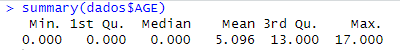 > summary(dados$AGE)
Min. 1st Qu. Median Mean 3rd Qu. Max.
0.000 0.000 0.000 5.096 13.000 17.000